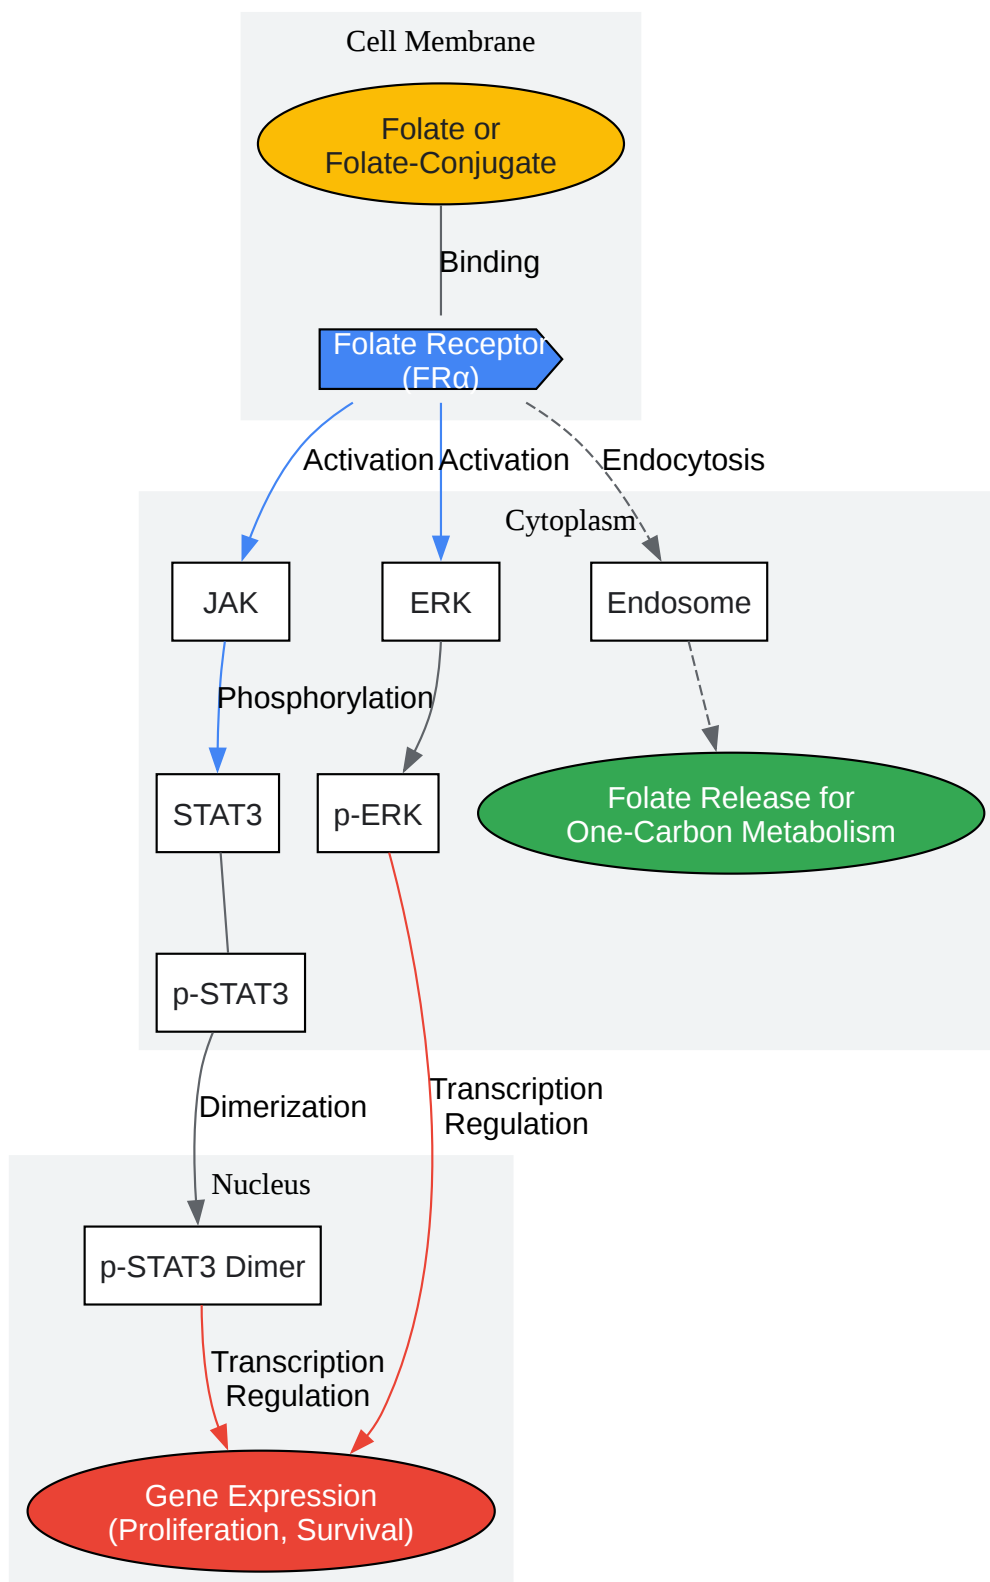 Cell Membrane
Folate or
Folate-Conjugate
Binding
Folate Receptor
(FRα)
Activation
Activation
Endocytosis
Cytoplasm
JAK
ERK
Endosome
Phosphorylation
STAT3
p-ERK
Folate Release for
One-Carbon Metabolism
p-STAT3
Dimerization
Transcription
Regulation
Nucleus
p-STAT3 Dimer
Transcription
Regulation
Gene Expression
(Proliferation, Survival)